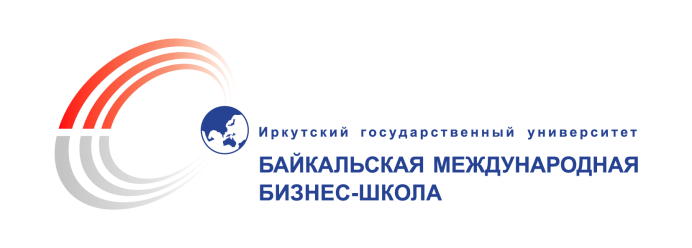 Иркутский государственный университет
БАЙКАЛЬСКАЯ МЕЖДУНАРОДНАЯ
БИЗНЕС-ШКОЛА